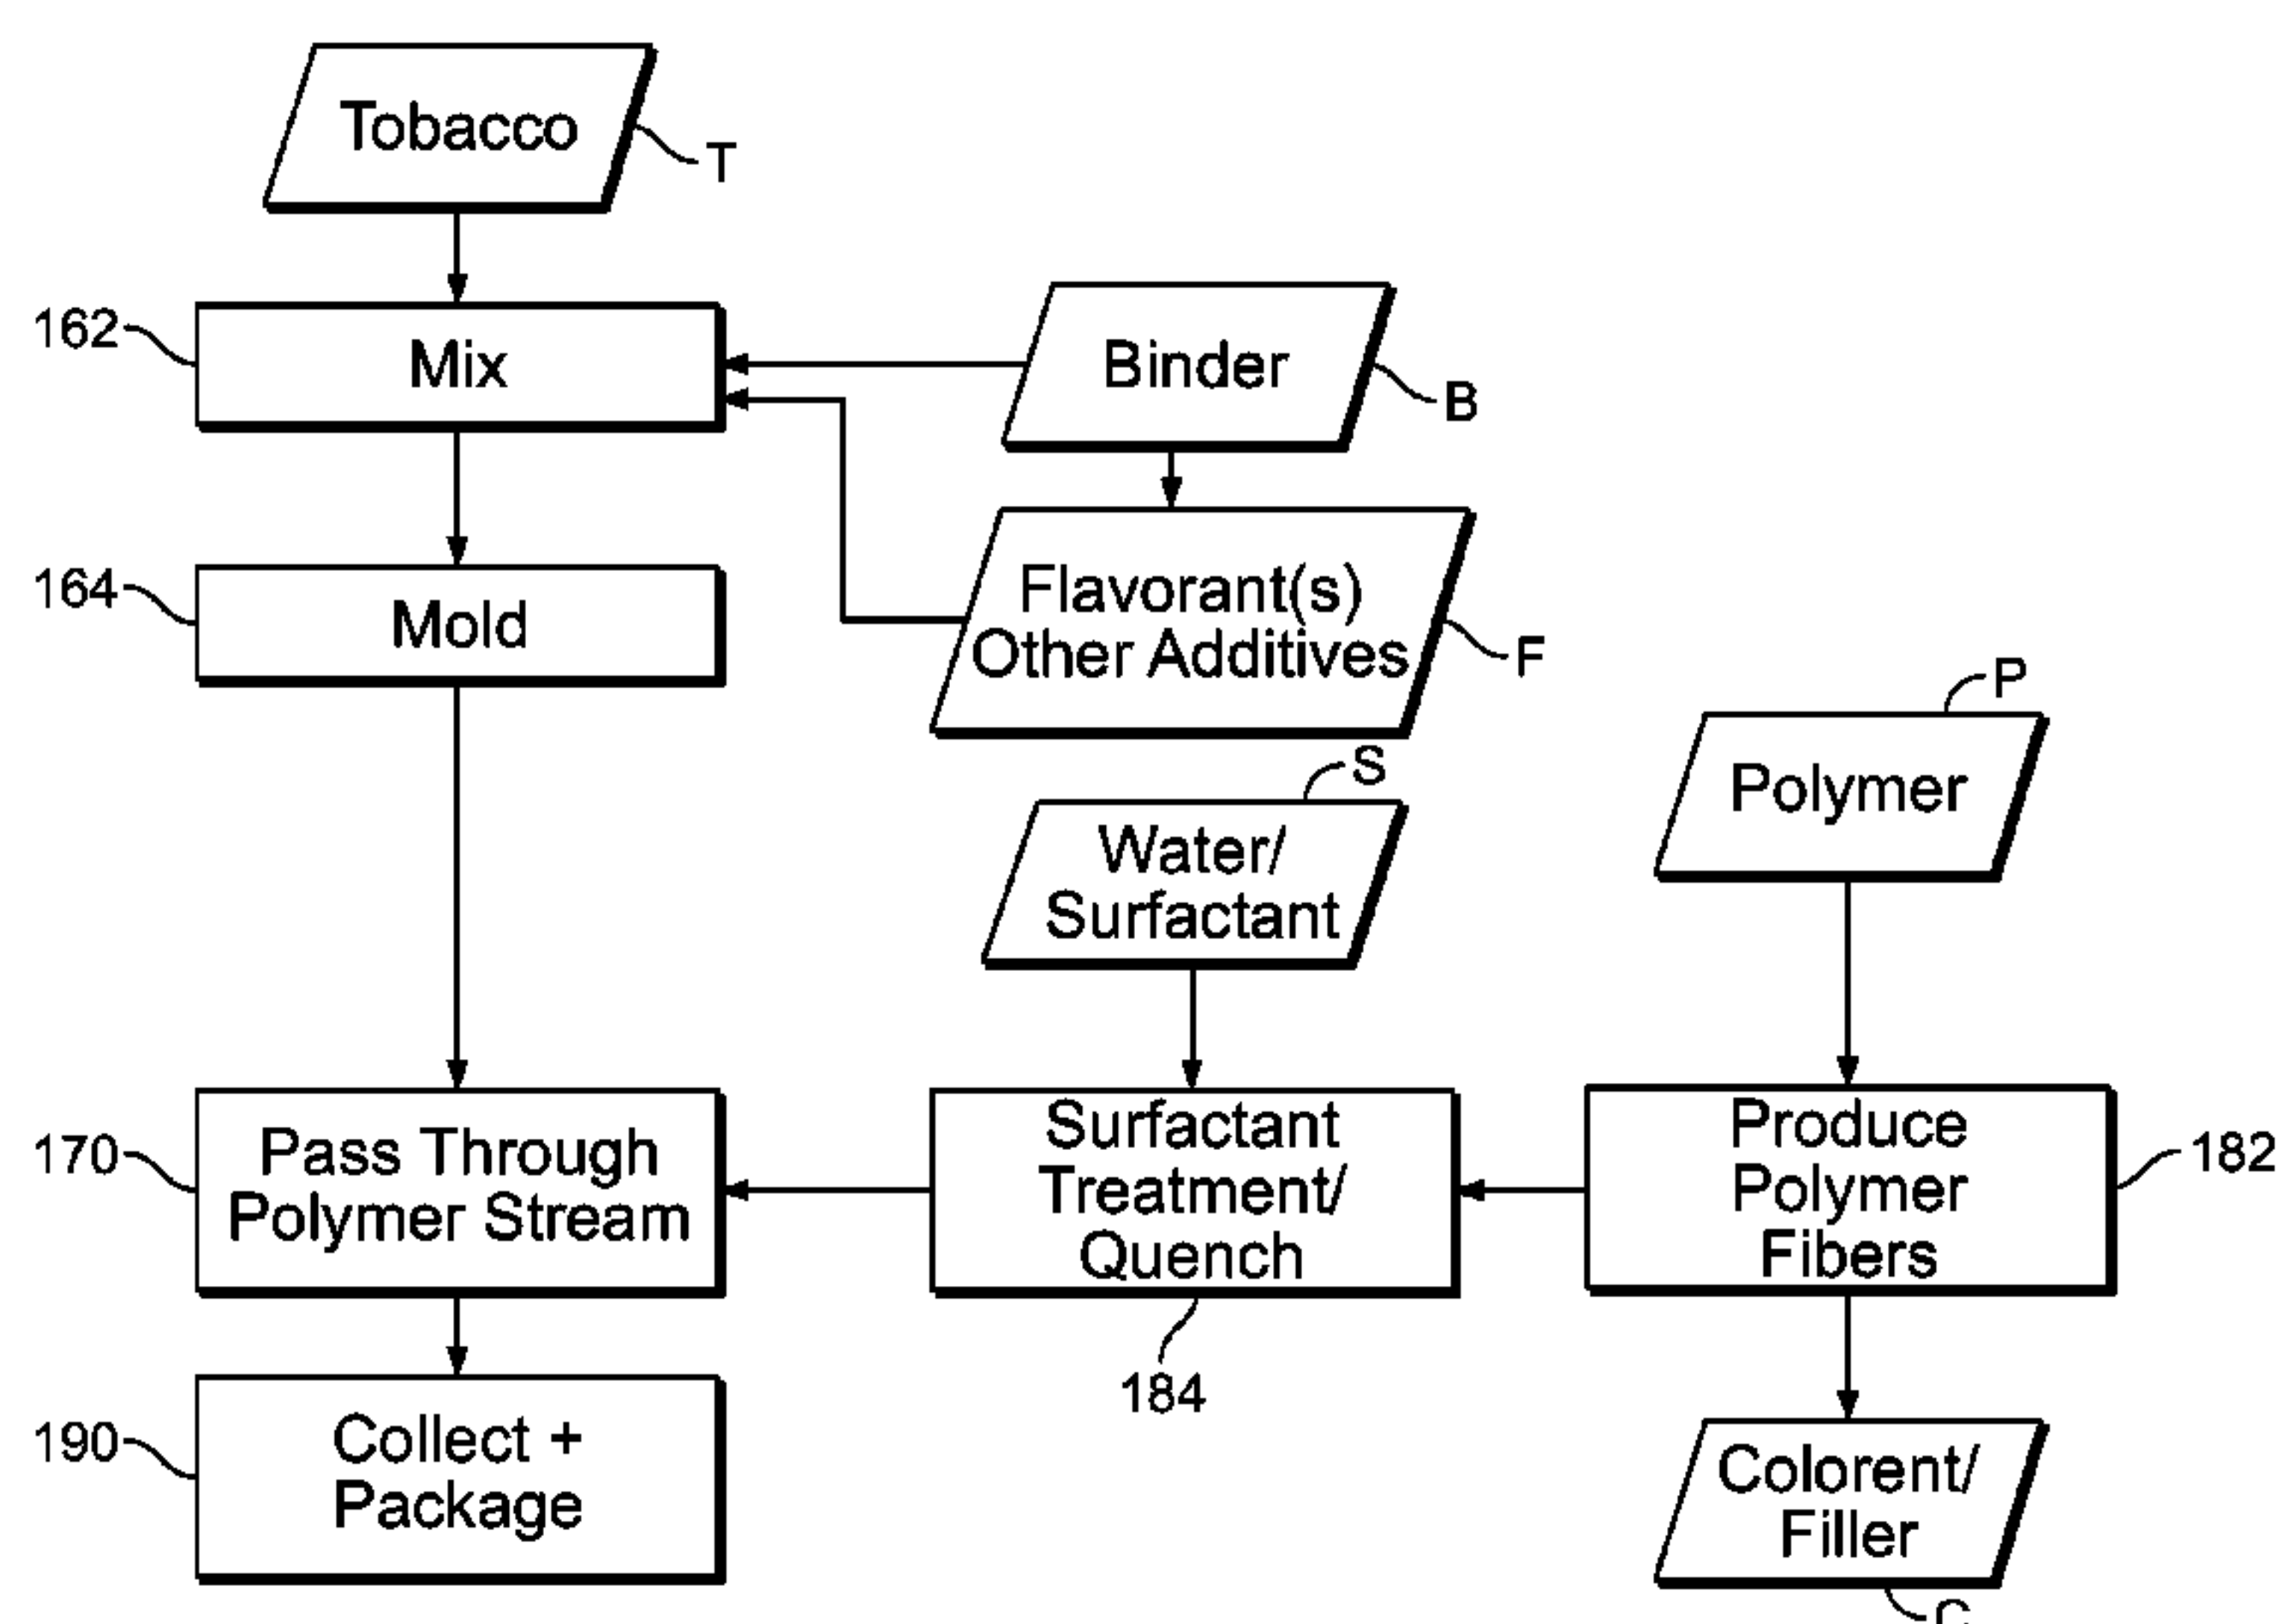 Tobacco
T
162
Mix
Binder
B
164
Mold
Flavorant(s)
Other Additives
F
P
Polymer
S
Water/
Surfactant
170
Pass Through
Polymer Stream
Surfactant
Treatment/
Quench
184
Produce
Polymer
Fibers
182
190
Collect +
Package
Colorent/
Filler
C